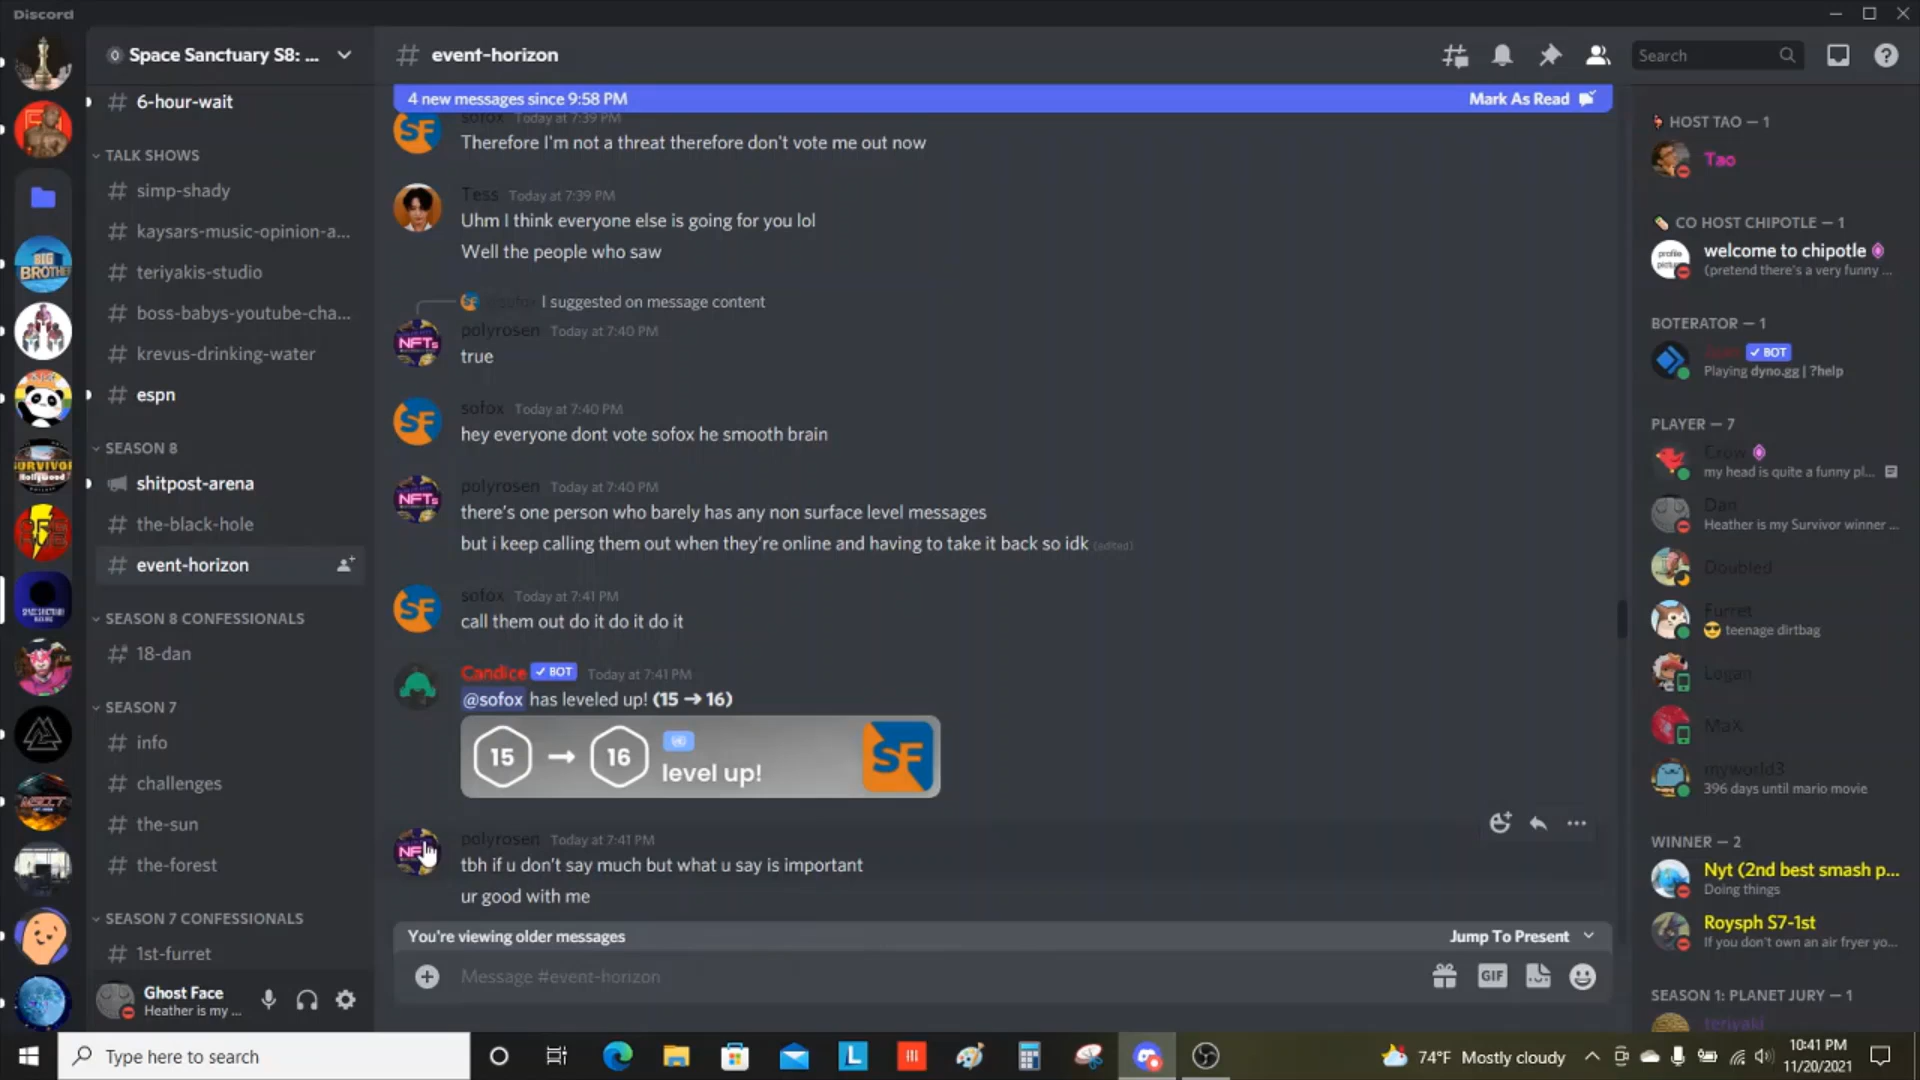 Discord
Space Sanctuary S8: ...
6-hour-wait
TALK SHOWS
simp-shady
kaysars-music-opinion-a...
teriyakis-studio
boss-babys-youtube-cha...
krevus-drinking-water
espn
SEASON 8
shitpost-arena
the-black-hole
event-horizon
SEASON 8 CONFESSIONALS
18-dan
SEASON 7
info
challenges
the-sun
the-forest
SEASON 7 CONFESSIONALS
1st-furret
Ghost Face
Heather is my ...
event-horizon
Search
4 new messages since 9:58 PM
Mark As Read
sofox Today at 7:39 PM
Therefore I'm not a threat therefore don't vote me out now
Tess Today at 7:39 PM
Uhm I think everyone else is going for you lol
Well the people who saw
I suggested on message content
polyrosen Today at 7:40 PM
true
sofox Today at 7:40 PM
hey everyone dont vote sofox he smooth brain
polyrosen Today at 7:40 PM
there's one person who barely has any non surface level messages
but i keep calling them out when they're online and having to take it back so idk (edited)
sofox Today at 7:41 PM
call them out do it do it do it
Candice BOT Today at 7:41 PM
@sofox has leveled up! (15 → 16)
15 → 16 level up! SF
polyrosen Today at 7:41 PM
tbh if u don't say much but what u say is important
ur good with me
You're viewing older messages
Jump To Present
Message #event-horizon
GIF
HOST TAO — 1
Tao
CO HOST CHIPOTLE — 1
welcome to chipotle
(pretend there's a very funny ...
BOTERATOR — 1
BOT
Playing dyno.gg | ?help
PLAYER — 7
Crow
my head is quite a funny pl...
Dan
Heather is my Survivor winner ...
Doubled
Furret
teenage dirtbag
Logan
MaX
myworld3
396 days until mario movie
WINNER — 2
Nyt (2nd best smash p...
Doing things
Roysph S7-1st
If you don't own an air fryer yo...
SEASON 1: PLANET JURY — 1
teriyaki
Type here to search
74°F Mostly cloudy
10:41 PM
11/20/2021